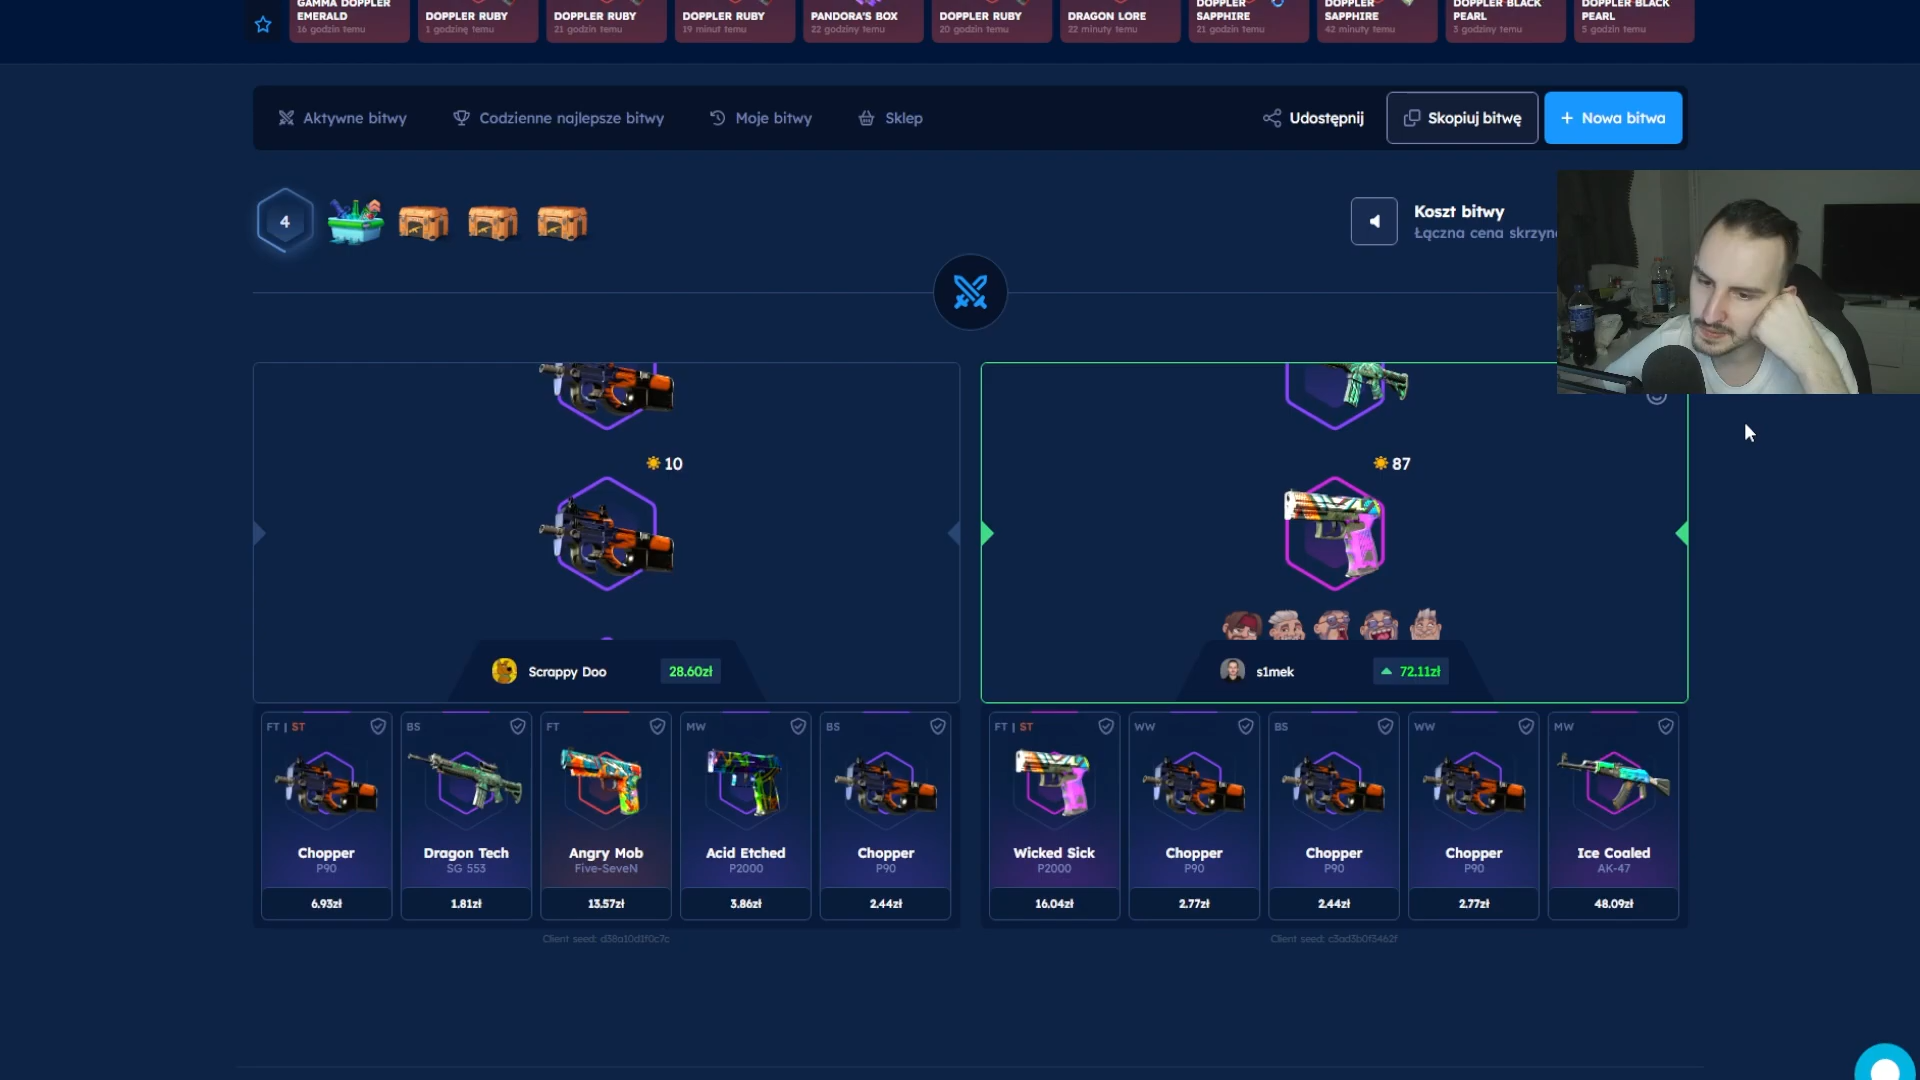 GAMMA DOPPLER EMERALD
16 godzin temu
DOPPLER RUBY
1 godzinę temu
DOPPLER RUBY
21 godzin temu
DOPPLER RUBY
19 minut temu
PANDORA'S BOX
22 godziny temu
DOPPLER RUBY
20 godzin temu
DRAGON LORE
22 minuty temu
DOPPLER SAPPHIRE
21 godzin temu
DOPPLER SAPPHIRE
42 minuty temu
DOPPLER BLACK PEARL
3 godziny temu
DOPPLER BLACK PEARL
5 godzin temu
Aktywne bitwy
Codzienne najlepsze bitwy
Moje bitwy
Sklep
Udostępnij
Skopiuj bitwę
+ Nowa bitwa
4
Koszt bitwy
Łączna cena skrzyn
10
87
Scrappy Doo
28.60zł
s1mek
72.11zł
FT | ST
Chopper
P90
6.93zł
BS
Dragon Tech
SG 553
1.81zł
FT
Angry Mob
Five-SeveN
13.57zł
MW
Acid Etched
P2000
3.86zł
BS
Chopper
P90
2.44zł
FT | ST
Wicked Sick
P2000
16.04zł
WW
Chopper
P90
2.77zł
BS
Chopper
P90
2.44zł
WW
Chopper
P90
2.77zł
MW
Ice Coaled
AK-47
48.09zł
Client seed: d38a10d1f0c7c
Client seed: c3ad3b0f3462f